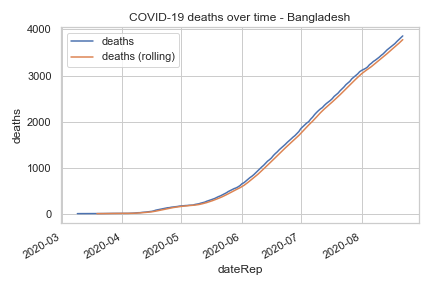 COVID-19 deaths over time - Bangladesh
deaths
deaths (rolling)
4000
3000
2000
1000
0
deaths
2020-03
2020-04
2020-05
2020-06
2020-07
2020-08
dateRep